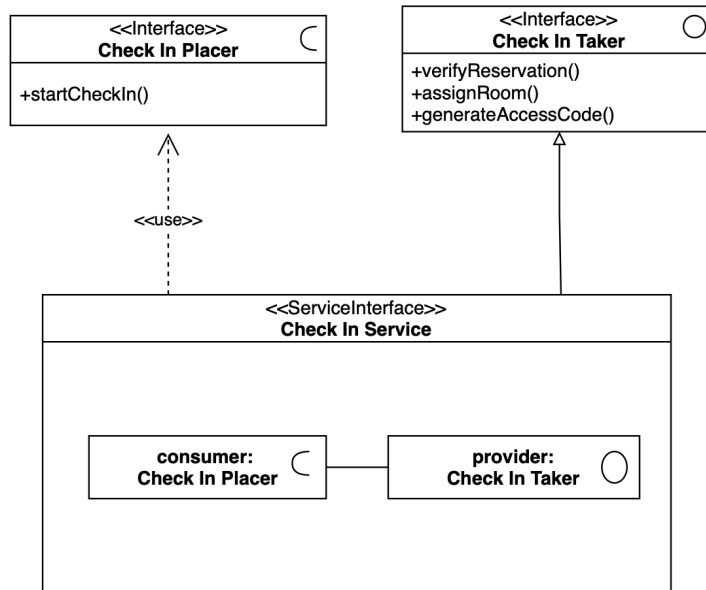 <<Interface>>
Check In Placer
+startCheckIn()
<<Interface>>
Check In Taker
+verifyReservation()
+assignRoom()
+generateAccessCode()
<<use>>
<<ServiceInterface>>
Check In Service
consumer:
Check In Placer
provider:
Check In Taker